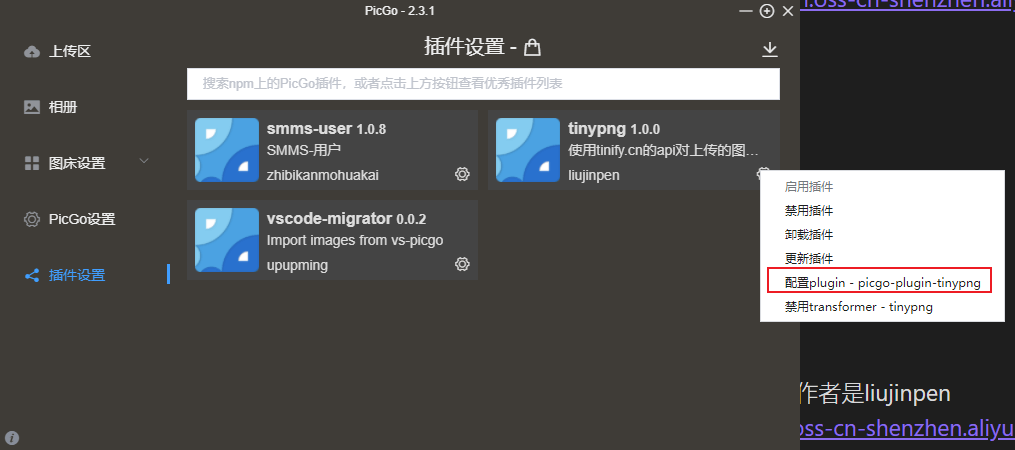 PicGo - 2.3.1
上传区
相册
图床设置
PicGo设置
插件设置
插件设置 -
搜索npm上的PicGo插件，或者点击上方按钮查看优秀插件列表
smms-user 1.0.8
SMMS-用户
zhibikanmohuakai
tinypng 1.0.0
使用tinify.cn的api对上传的图...
liujinpen
vscode-migrator 0.0.2
Import images from vs-picgo
upupming
启用插件
禁用插件
卸载插件
更新插件
配置plugin - picgo-plugin-tinypng
禁用transformer - tinypng
.oss-cn-shenzhen.aliy
作者是liujinpen
oss-cn-shenzhen.aliyu